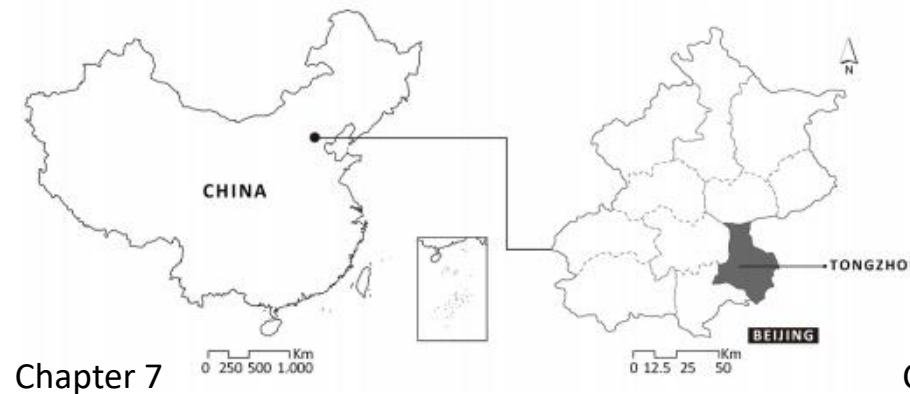 N
CHINA
TONGZHO
BEIJING
Km
0 250 500 1.000
Km
0 12.5 25 50
Chapter 7